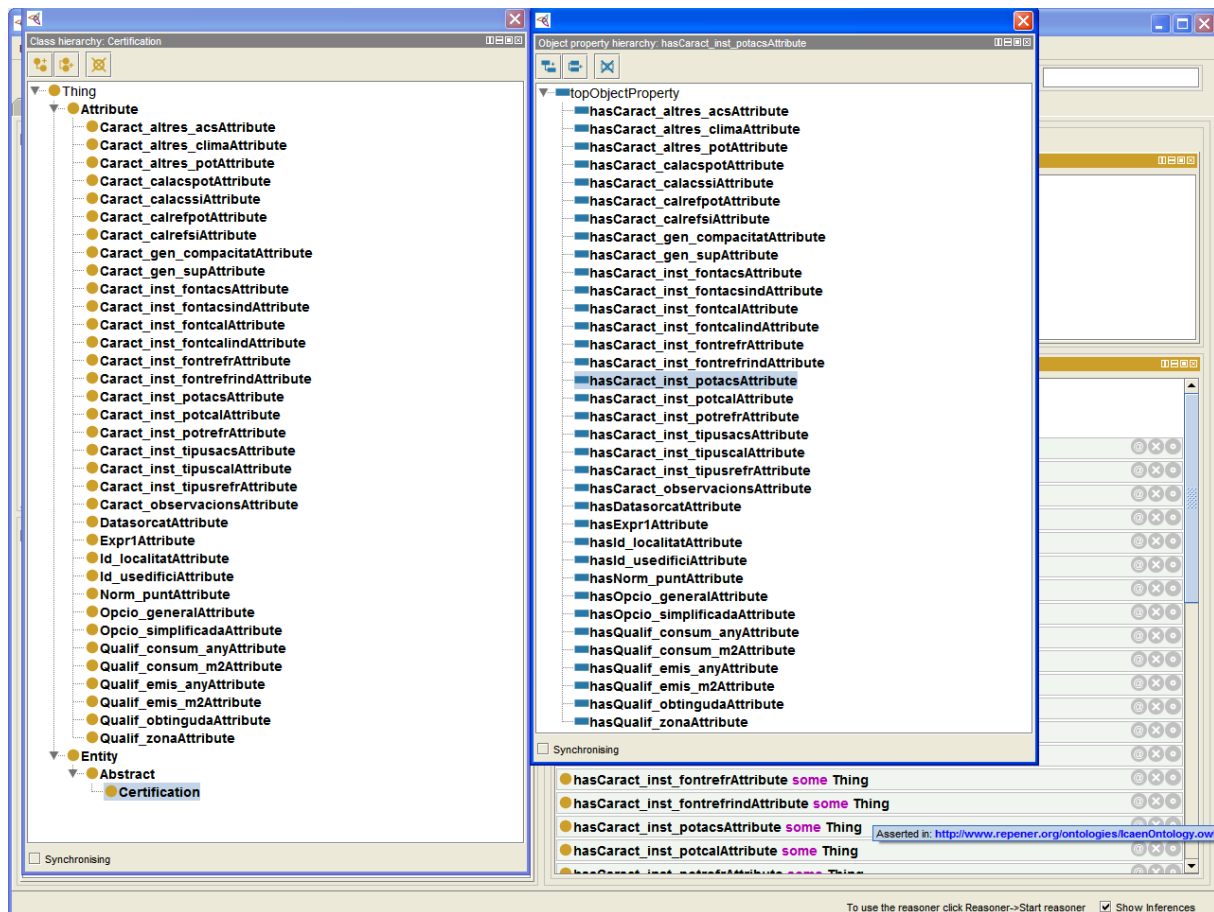 Class hierarchy: Certification
Thing
Attribute
Caract_altres_acsAttribute
Caract_altres_climaAttribute
Caract_altres_potAttribute
Caract_calacspotAttribute
Caract_calacssiAttribute
Caract_calrefpotAttribute
Caract_calrefsiAttribute
Caract_gen_compacitatAttribute
Caract_gen_supAttribute
Caract_inst_fontacsAttribute
Caract_inst_fontacsindAttribute
Caract_inst_fontcalAttribute
Caract_inst_fontcalindAttribute
Caract_inst_fontrefrAttribute
Caract_inst_fontrefrindAttribute
Caract_inst_potacsAttribute
Caract_inst_potcalAttribute
Caract_inst_potrefrAttribute
Caract_inst_tipusacsAttribute
Caract_inst_tipuscalAttribute
Caract_inst_tipusrefrAttribute
Caract_observacionsAttribute
DatasorcatAttribute
Expr1Attribute
Id_localitatAttribute
Id_usedificiAttribute
Norm_puntAttribute
Opcio_generalAttribute
Opcio_simplificadaAttribute
Qualif_consum_anyAttribute
Qualif_consum_m2Attribute
Qualif_emis_anyAttribute
Qualif_emis_m2Attribute
Qualif_obtingudaAttribute
Qualif_zonaAttribute
Entity
Abstract
Certification
Synchronising
Object property hierarchy: hasCaract_inst_potacsAttribute
topObjectProperty
hasCaract_altres_acsAttribute
hasCaract_altres_climaAttribute
hasCaract_altres_potAttribute
hasCaract_calacspotAttribute
hasCaract_calacssiAttribute
hasCaract_calrefpotAttribute
hasCaract_calrefsiAttribute
hasCaract_gen_compacitatAttribute
hasCaract_gen_supAttribute
hasCaract_inst_fontacsAttribute
hasCaract_inst_fontacsindAttribute
hasCaract_inst_fontcalAttribute
hasCaract_inst_fontcalindAttribute
hasCaract_inst_fontrefrAttribute
hasCaract_inst_fontrefrindAttribute
hasCaract_inst_potacsAttribute
hasCaract_inst_potcalAttribute
hasCaract_inst_potrefrAttribute
hasCaract_inst_tipusacsAttribute
hasCaract_inst_tipuscalAttribute
hasCaract_inst_tipusrefrAttribute
hasCaract_observacionsAttribute
hasDatasorcatAttribute
hasExpr1Attribute
hasId_localitatAttribute
hasId_usedificiAttribute
hasNorm_puntAttribute
hasOpcio_generalAttribute
hasOpcio_simplificadaAttribute
hasQualif_consum_anyAttribute
hasQualif_consum_m2Attribute
hasQualif_emis_anyAttribute
hasQualif_emis_m2Attribute
hasQualif_obtingudaAttribute
hasQualif_zonaAttribute
Synchronising
hasCaract_inst_fontrefrAttribute some Thing
hasCaract_inst_fontrefrindAttribute some Thing
hasCaract_inst_potacsAttribute some Thing
Asserted in: http://www.repener.org/ontologies/IcaenOntology.ow
hasCaract_inst_potcalAttribute some Thing
hasCaract_inst_potrefrAttribute some Thing
To use the reasoner click Reasoner->Start reasoner
Show Inferences